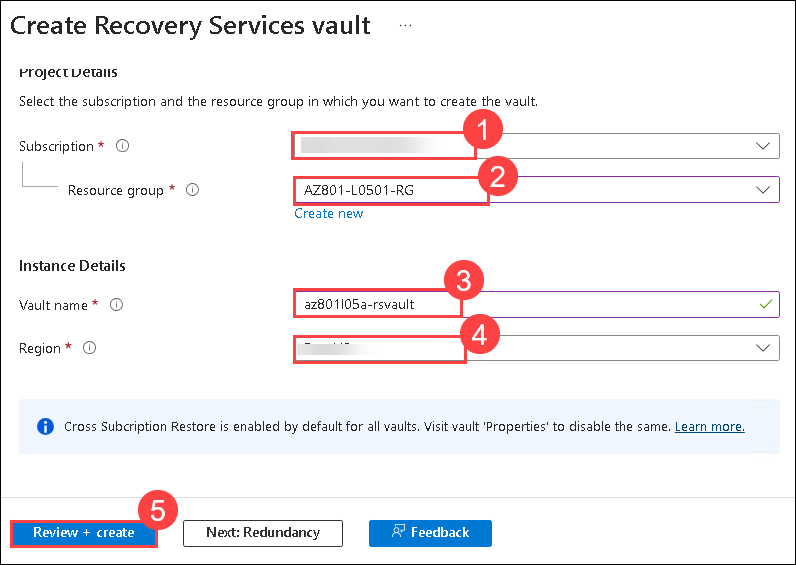 Create Recovery Services vault ...
Project Details
Select the subscription and the resource group in which you want to create the vault.
Subscription *
1
Resource group *
AZ801-L0501-RG
2
Create new
Instance Details
3
Vault name *
az801l05a-rsvault
4
Region *
Cross Subcription Restore is enabled by default for all vaults. Visit vault 'Properties' to disable the same. Learn more.
5
Review + create
Next: Redundancy
Feedback